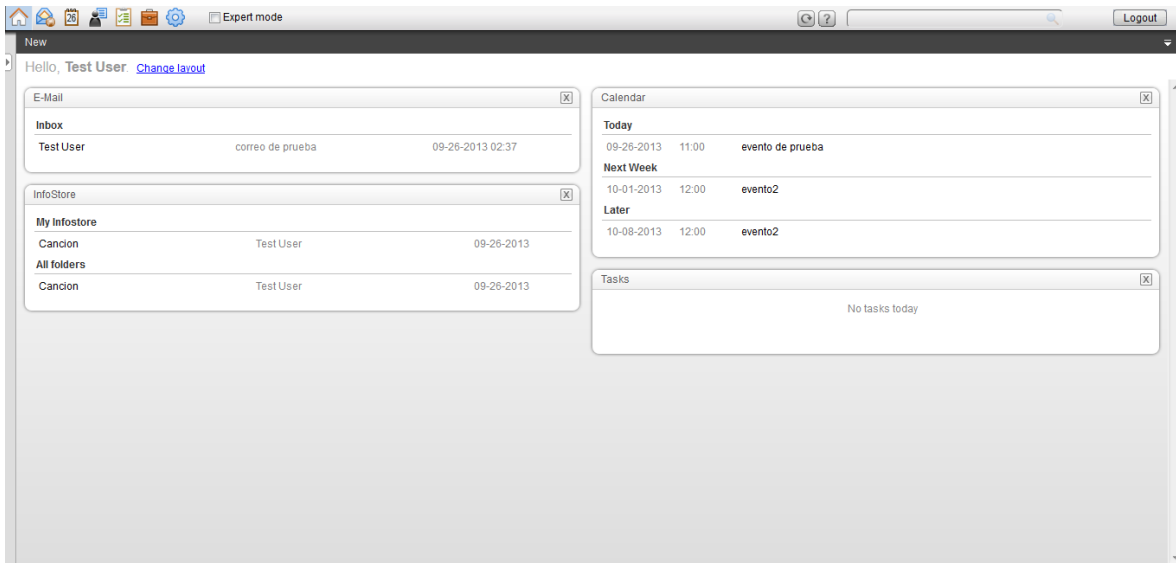 26 Expert mode ? Logout
New
Hello, Test User. Change layout
E-Mail X
Inbox
Test User correo de prueba 09-26-2013 02:37
InfoStore X
My Infostore
Cancion Test User 09-26-2013
All folders
Cancion Test User 09-26-2013
Calendar X
Today
09-26-2013 11:00 evento de prueba
Next Week
10-01-2013 12:00 evento2
Later
10-08-2013 12:00 evento2
Tasks X
No tasks today